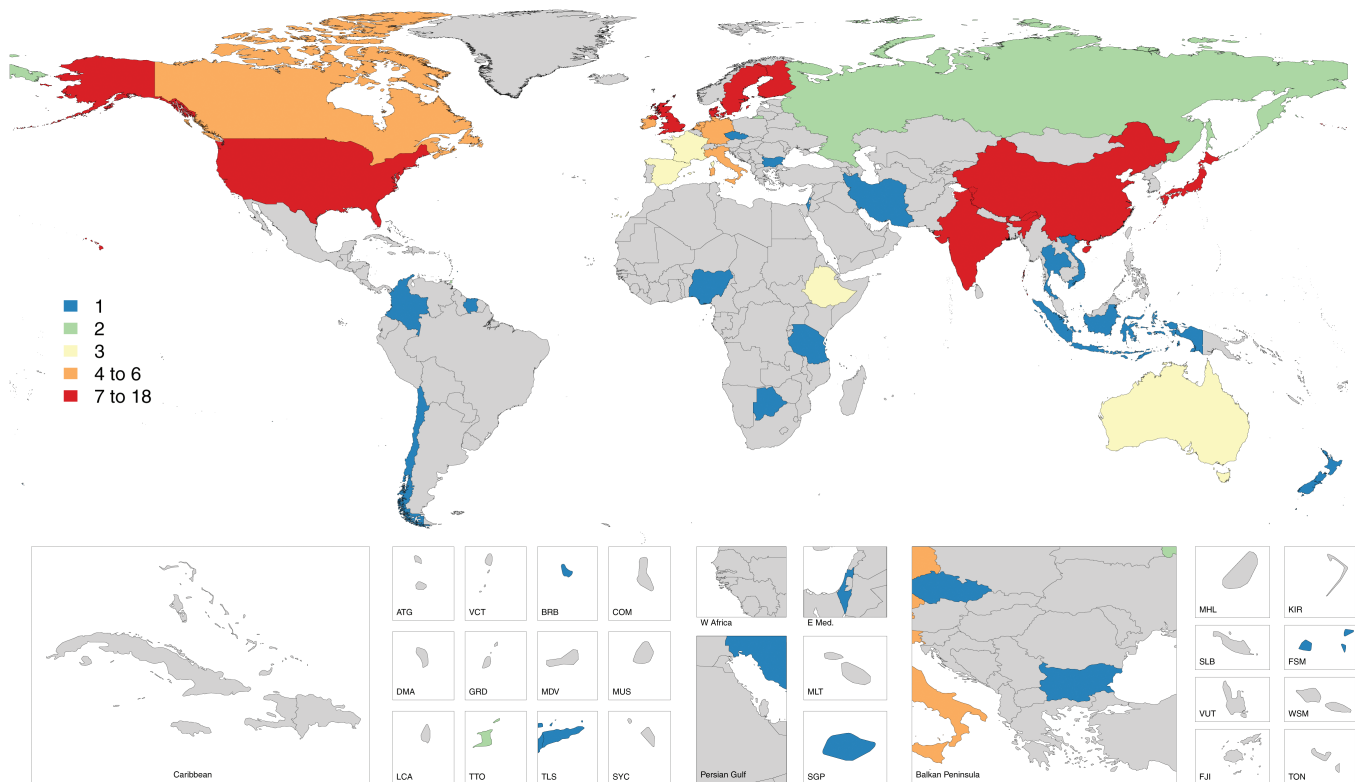 1
2
3
4 to 6
7 to 18
ATG
VCT
BRB
COM
W Africa
E Med.
MHL
KIR
DMA
GRD
MDV
MUS
MLT
SLB
FSM
VUT
WSM
Caribbean
LCA
TTO
TLS
SYC
Persian Gulf
SGP
Balkan Peninsula
FJI
TON